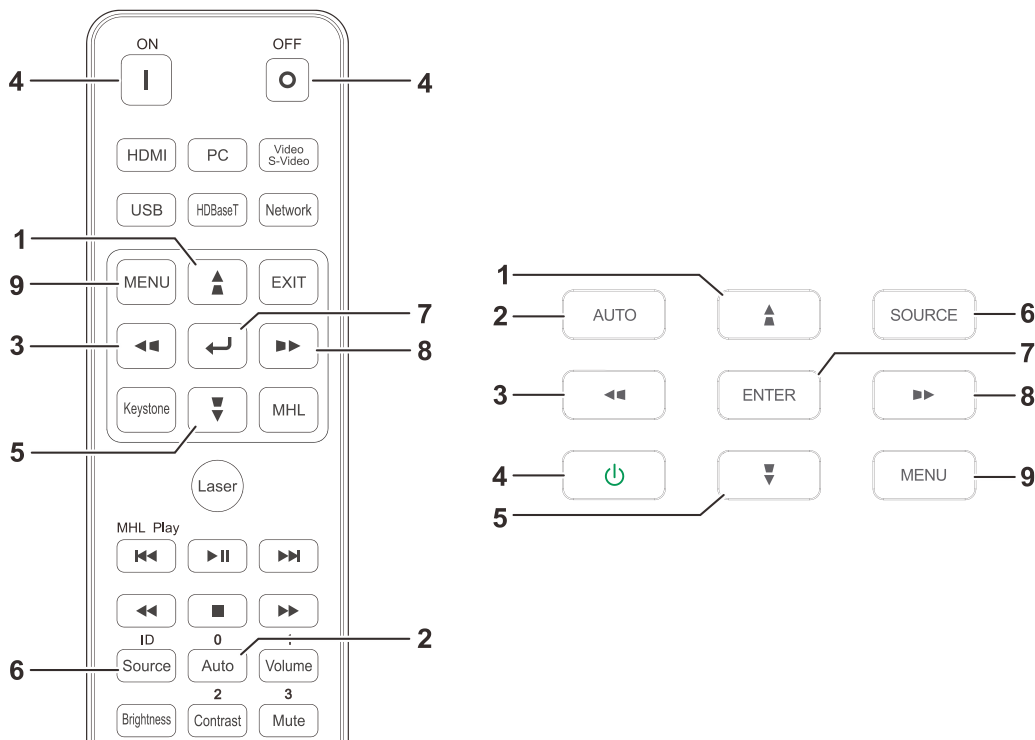 ON OFF
4 4
HDMI PC Video
S-Video
USB HDBaseT Network
1
9 MENU EXIT
7
3 8
Keystone MHL
5
Laser
MHL Play
ID 0
2
6 Source Auto Volume
2 3
Brightness Contrast Mute
1
2 AUTO SOURCE 6
7
3 ENTER 8
4 MENU 9
5